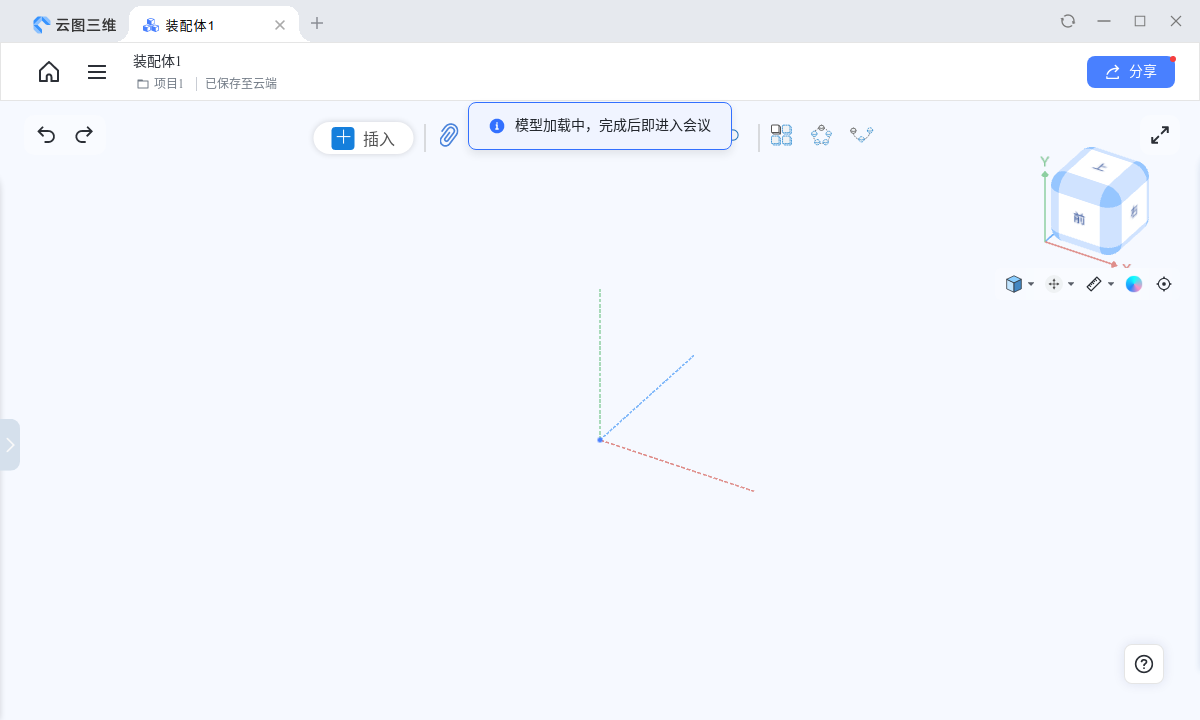 云图三维
装配体1
装配体1
项目1
已保存至云端
分享
插入
模型加载中，完成后即进入会议
Y
上
前
右
X